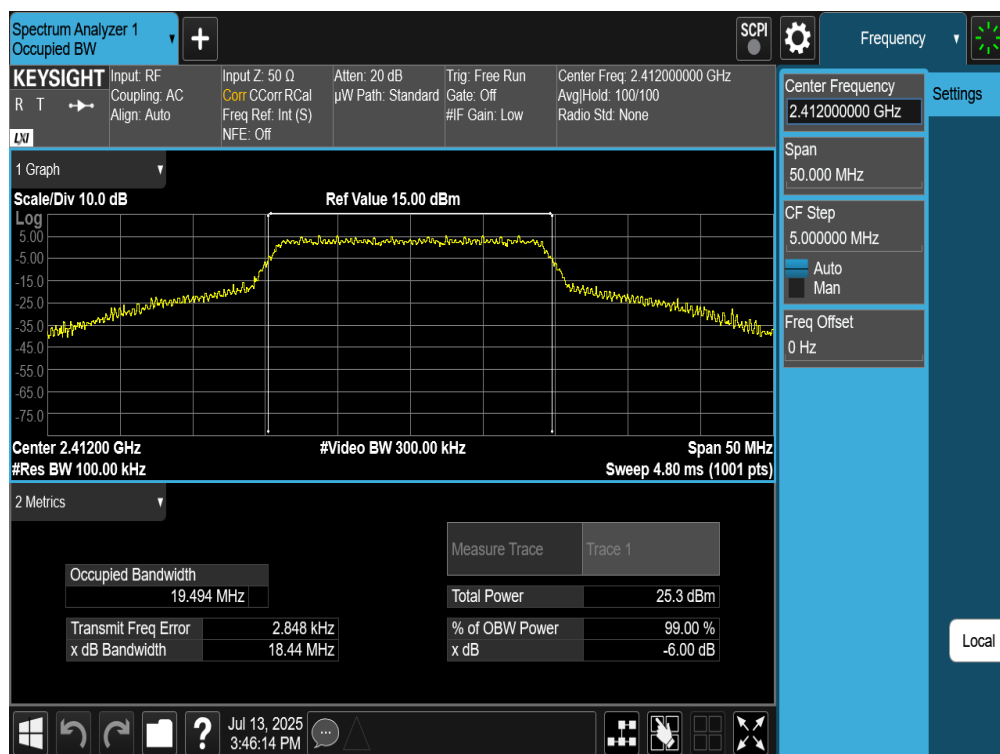 Spectrum Analyzer 1
Occupied BW
+
SCPI
Frequency
KEYSIGHT
R T
LXI
Input: RF
Coupling: AC
Align: Auto
Input Z: 50 Ω
Corr CCorr RCal
Freq Ref: Int (S)
NFE: Off
Atten: 20 dB
µW Path: Standard
Trig: Free Run
Gate: Off
#IF Gain: Low
Center Freq: 2.412000000 GHz
Avg|Hold: 100/100
Radio Std: None
Center Frequency
2.412000000 GHz
Settings
Span
50.000 MHz
CF Step
5.000000 MHz
Auto
Man
Freq Offset
0 Hz
Local
1 Graph
Scale/Div 10.0 dB
Ref Value 15.00 dBm
Log
5.00
-5.00
-15.0
-25.0
-35.0
-45.0
-55.0
-65.0
-75.0
Center 2.41200 GHz
#Video BW 300.00 kHz
Span 50 MHz
#Res BW 100.00 kHz
Sweep 4.80 ms (1001 pts)
2 Metrics
Measure Trace
Trace 1
Occupied Bandwidth
19.494 MHz
Total Power
25.3 dBm
Transmit Freq Error
2.848 kHz
% of OBW Power
99.00 %
x dB Bandwidth
18.44 MHz
x dB
-6.00 dB
?
Jul 13, 2025
3:46:14 PM